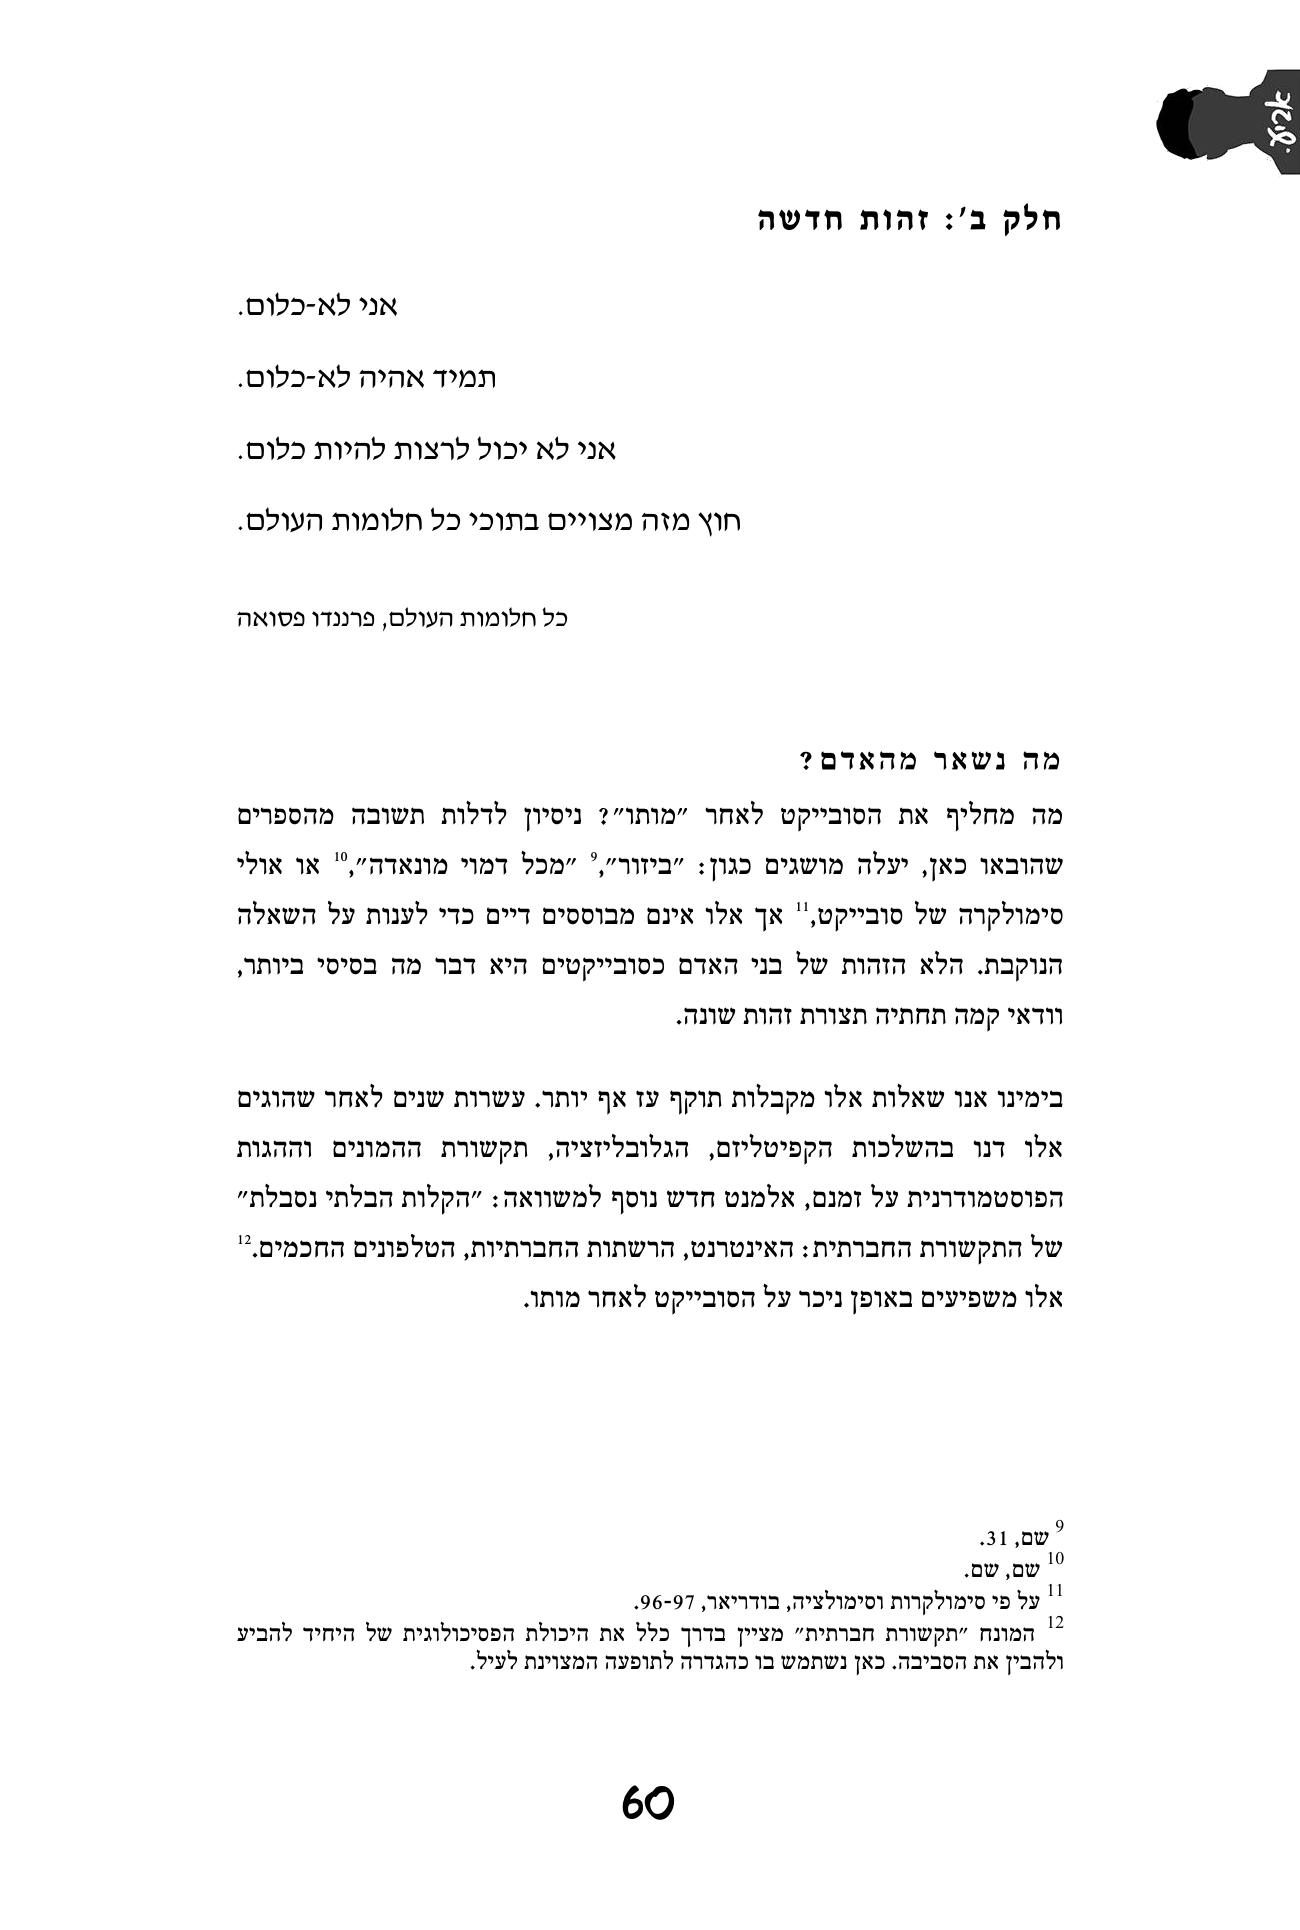 אביעי.
חלק ב': זהות חדשה
אני לא-כלום.
תמיד אהיה לא-כלום.
אני לא יכול לרצות להיות כלום.
חוץ מזה מצויים בתוכי כל חלומות העולם.
כל חלומות העולם, פרננדו פסואה
מה נשאר מהאדם?
מה מחליף את הסובייקט לאחר "מותו"? ניסיון לדלות תשובה מהספרים
שהובאו כאן, יעלה מושגים כגון: "ביזור",9 "מכל דמוי מונאדה",10 או אולי
סימולקרה של סובייקט,11 אך אלו אינם מבוססים דיים כדי לענות על השאלה
הנוקבת. הלא הזהות של בני האדם כסובייקטים היא דבר מה בסיסי ביותר,
וודאי קמה תחתיה תצורת זהות שונה.
בימינו אנו שאלות אלו מקבלות תוקף עז אף יותר. עשרות שנים לאחר שהוגים
אלו דנו בהשלכות הקפיטליזם, הגלובליזציה, תקשורת ההמונים וההגות
הפוסטמודרנית על זמנם, אלמנט חדש נוסף למשוואה: "הקלות הבלתי נסבלת"
של התקשורת החברתית: האינטרנט, הרשתות החברתיות, הטלפונים החכמים.12
אלו משפיעים באופן ניכר על הסובייקט לאחר מותו.
9 שם, 31.
10 שם, שם.
11 על פי סימולקרות וסימולציה, בודריאר, 96-97.
12 המונח "תקשורת חברתית" מציין בדרך כלל את היכולת הפסיכולוגית של היחיד להביע
ולהבין את הסביבה. כאן נשתמש בו כהגדרה לתופעה המצוינת לעיל.
60